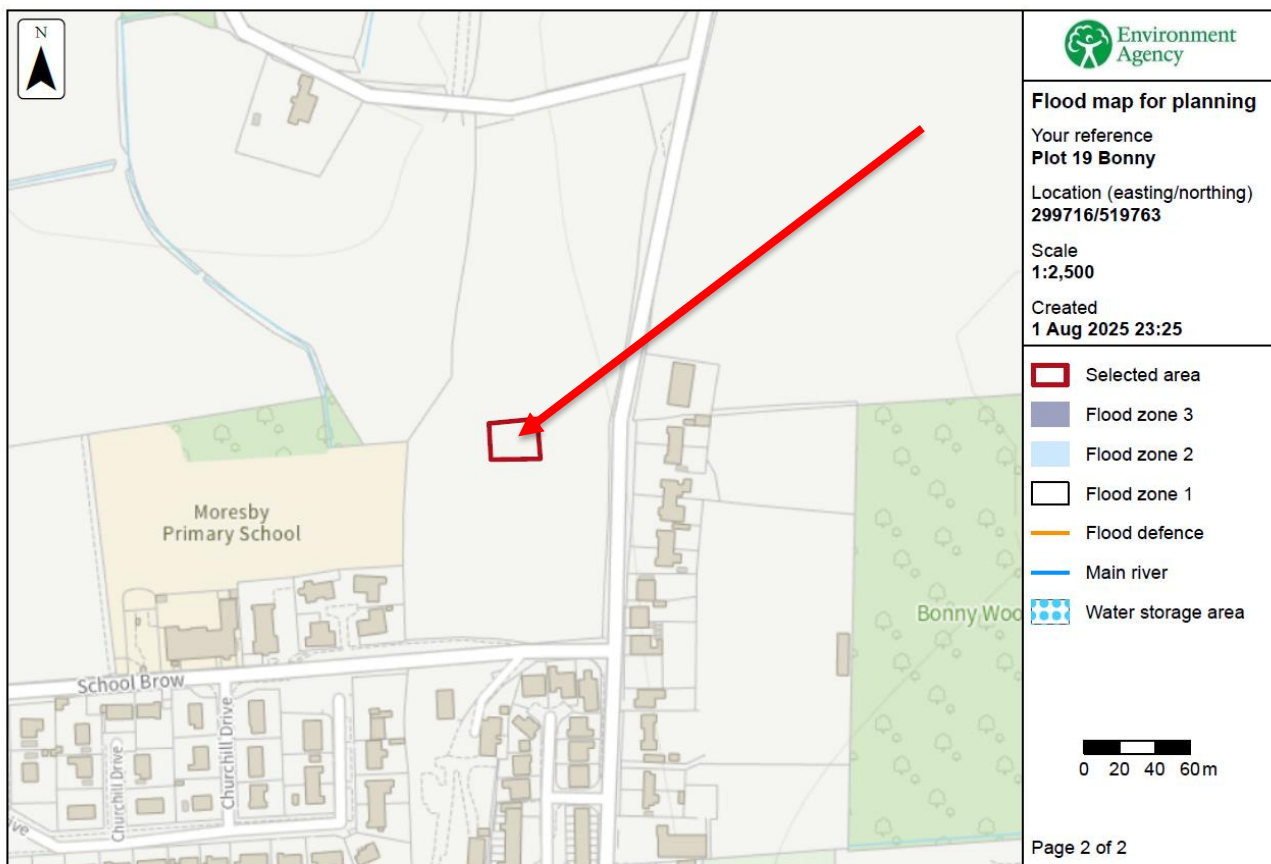 N
Environment
Agency
Flood map for planning
Your reference
Plot 19 Bonny
Location (easting/northing)
299716/519763
Scale
1:2,500
Created
1 Aug 2025 23:25
Selected area
Flood zone 3
Flood zone 2
Flood zone 1
Flood defence
Main river
Water storage area
0 20 40 60m
Page 2 of 2
Moresby
Primary School
Bonny Woo
School Brow
Churchill Drive
Churchill Drive
ive